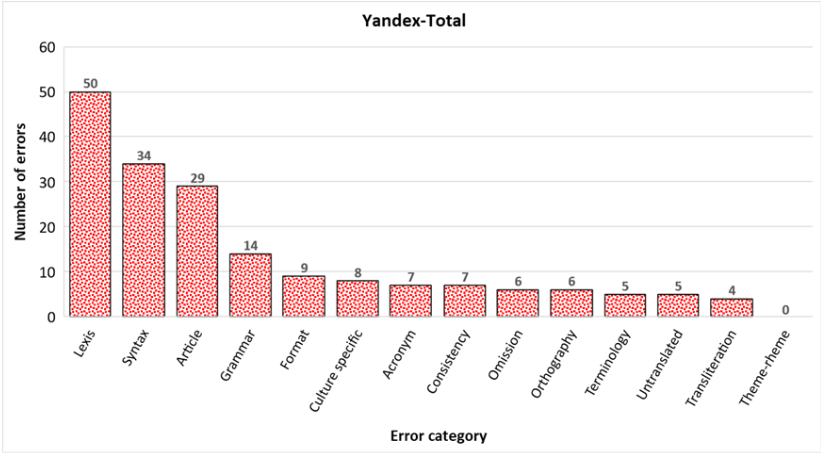 Yandex-Total
Number of errors
60
50
40
30
20
10
0
50
34
29
14
9
8
7
7
6
6
5
5
4
0
Lexis
Syntax
Article
Grammar
Format
Culture specific
Acronym
Consistency
Omission
Orthography
Terminology
Untranslated
Transliteration
Theme-rheme
Error category